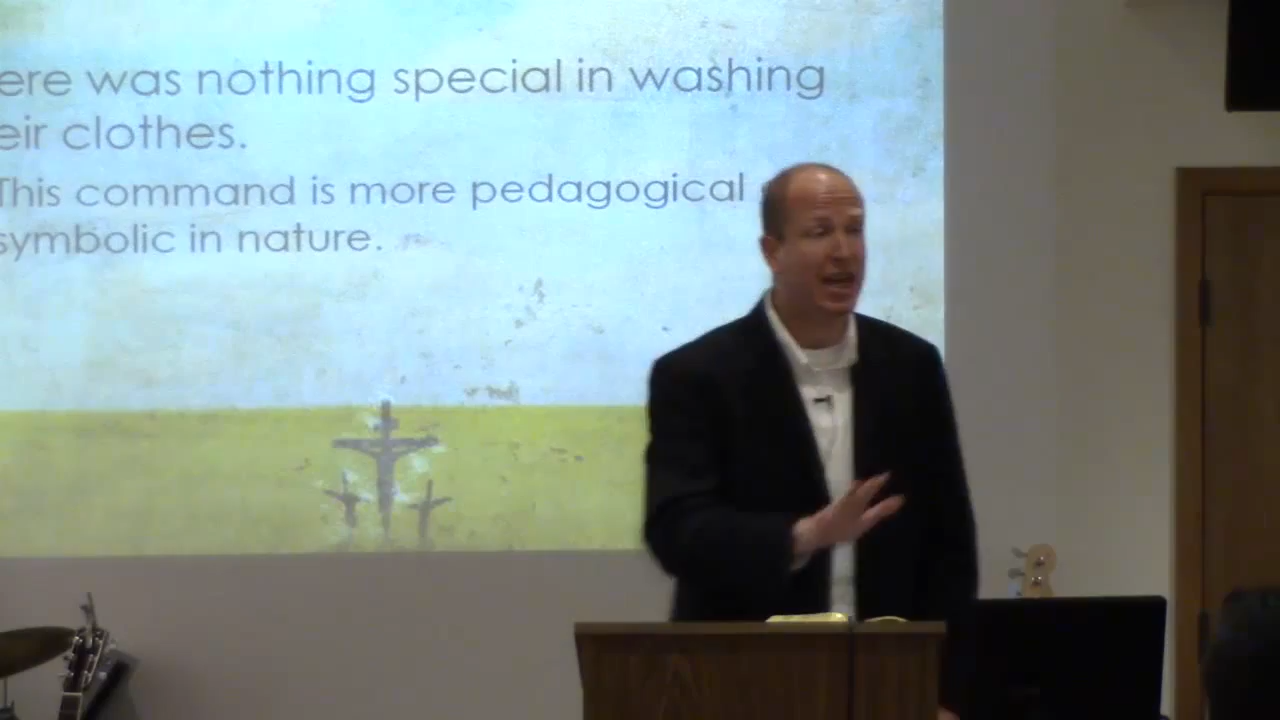 ere was nothing special in washing
eir clothes.
This command is more pedagogical
symbolic in nature.